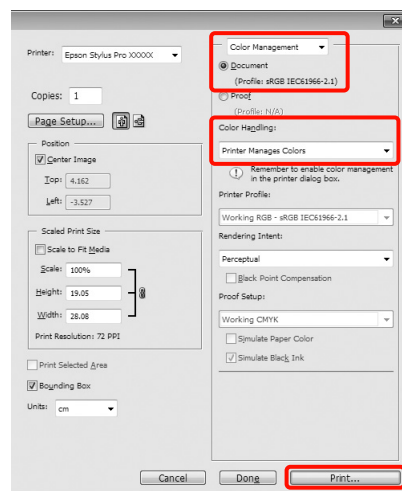 Printer: Epson Stylus Pro XXXXX
Copies: 1
Page Setup...
Position
Center Image
Top: 4.162
Left: -3.527
Scaled Print Size
Scale to Fit Media
Scale: 100%
Height: 19.05
Width: 28.08
Print Resolution: 72 PPI
Print Selected Area
Bounding Box
Units: cm
Color Management
Document
(Profile: sRGB IEC61966-2.1)
Proof
(Profile: N/A)
Color Handling:
Printer Manages Colors
Remember to enable color management
in the printer dialog box.
Printer Profile:
Working RGB - sRGB IEC61966-2.1
Rendering Intent:
Perceptual
Black Point Compensation
Proof Setup:
Working CMYK
Simulate Paper Color
Simulate Black Ink
Cancel
Done
Print...